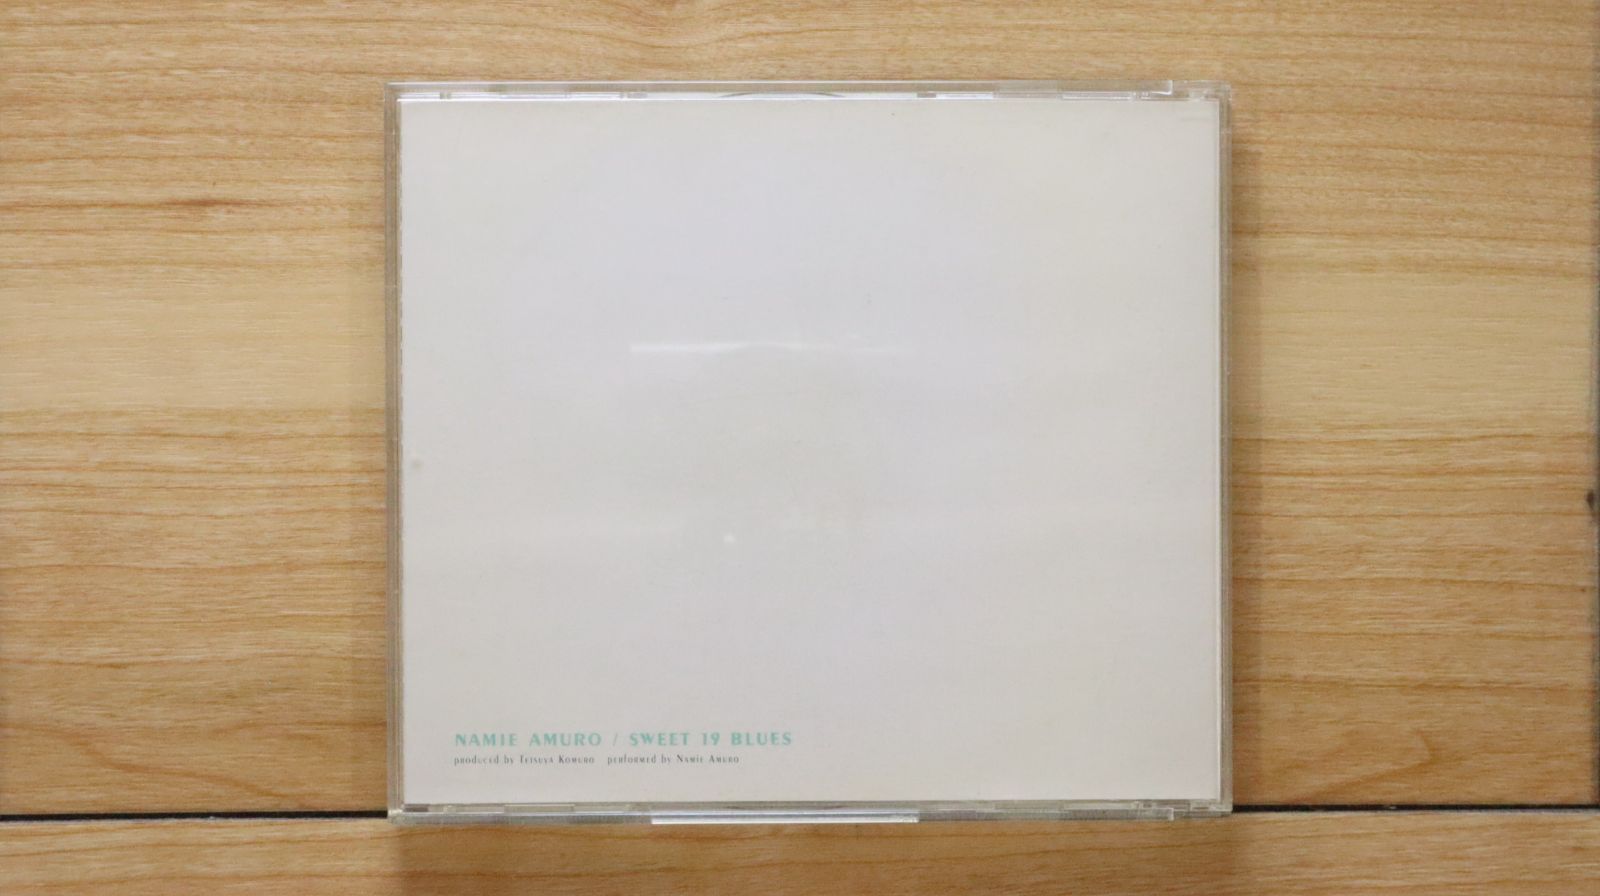 NAMIE AMURO / SWEET 19 BLUES
produced by Tetsuya Komuro performed by Namie Amuro